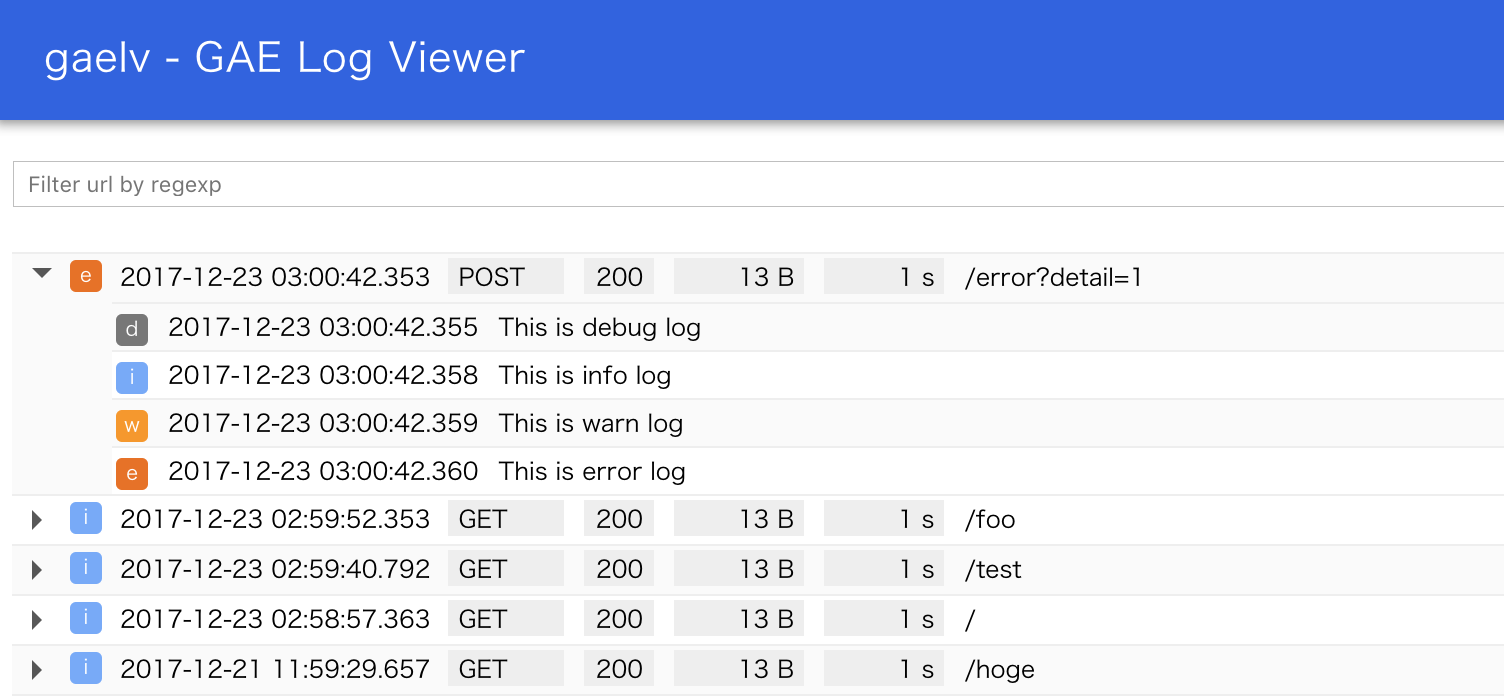 gaelv - GAE Log Viewer
Filter url by regexp
e 2017-12-23 03:00:42.353 POST 200 13 B 1 s /error?detail=1
d 2017-12-23 03:00:42.355 This is debug log
i 2017-12-23 03:00:42.358 This is info log
w 2017-12-23 03:00:42.359 This is warn log
e 2017-12-23 03:00:42.360 This is error log
i 2017-12-23 02:59:52.353 GET 200 13 B 1 s /foo
i 2017-12-23 02:59:40.792 GET 200 13 B 1 s /test
i 2017-12-23 02:58:57.363 GET 200 13 B 1 s /
i 2017-12-21 11:59:29.657 GET 200 13 B 1 s /hoge